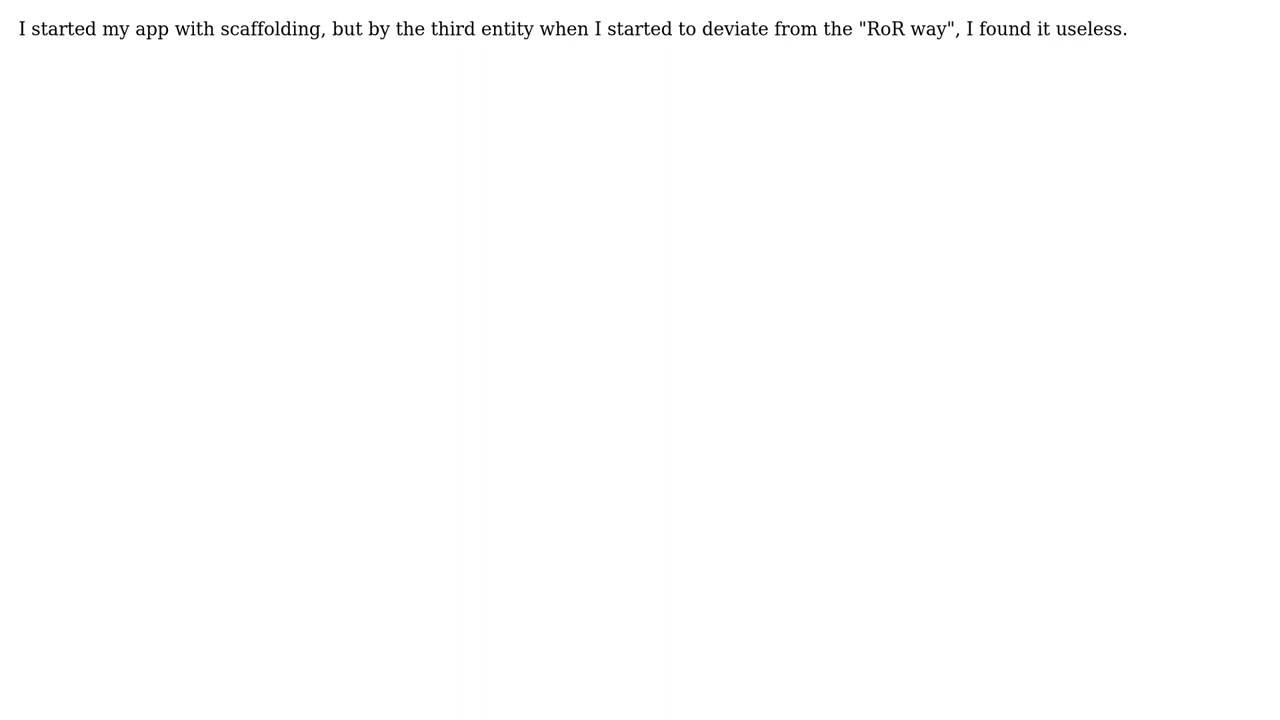 I started my app with scaffolding, but by the third entity when I started to deviate from the "RoR way", I found it useless.